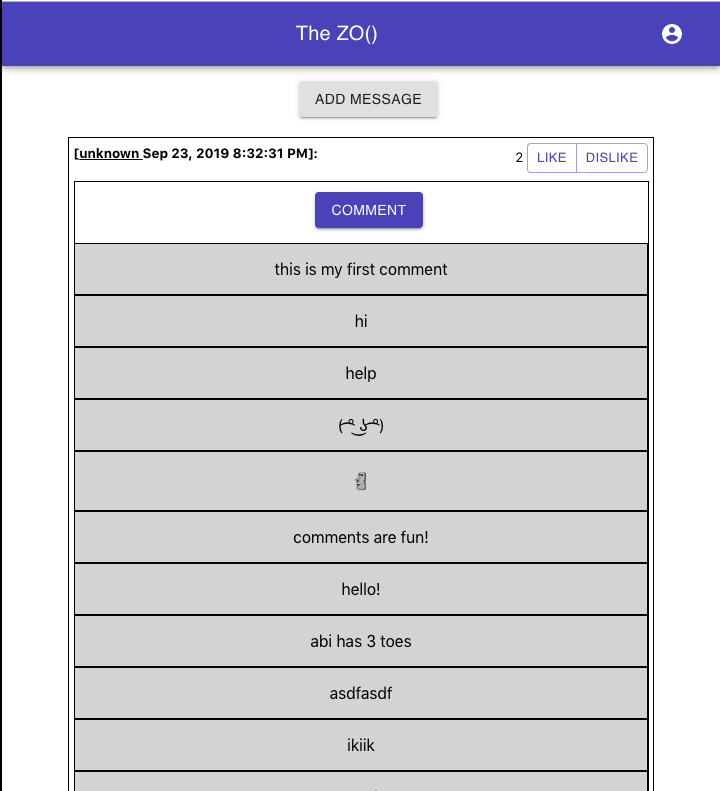 The ZO()
ADD MESSAGE
[unknown Sep 23, 2019 8:32:31 PM]:
2 LIKE DISLIKE
COMMENT
this is my first comment
hi
help
( ͡° ͜ʖ ͡°)
🗿
comments are fun!
hello!
abi has 3 toes
asdfasdf
ikiik